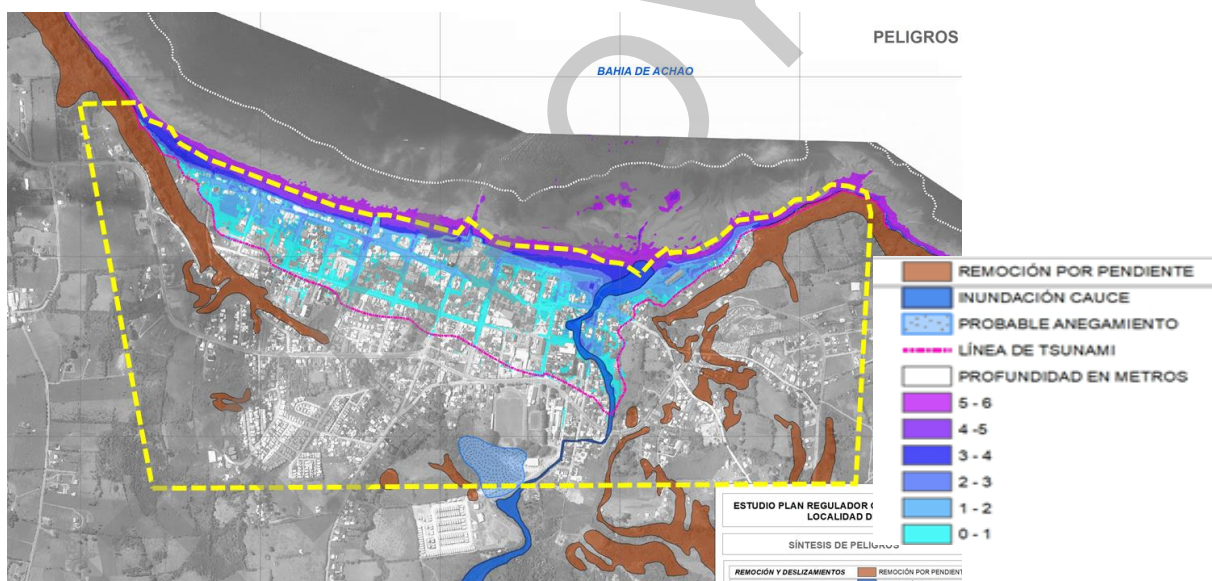 PELIGROS
BAHIA DE ACHAO
REMOCIÓN POR PENDIENTE
INUNDACIÓN CAUCE
PROBABLE ANEGAMIENTO
LÍNEA DE TSUNAMI
PROFUNDIDAD EN METROS
5 - 6
4 -5
3 - 4
2 - 3
1 - 2
0 - 1
ESTUDIO PLAN REGULADOR
LOCALIDAD D
SÍNTESIS DE PELIGROS
REMOCIÓN Y DESLIZAMIENTOS REMOCIÓN POR PENDIENT